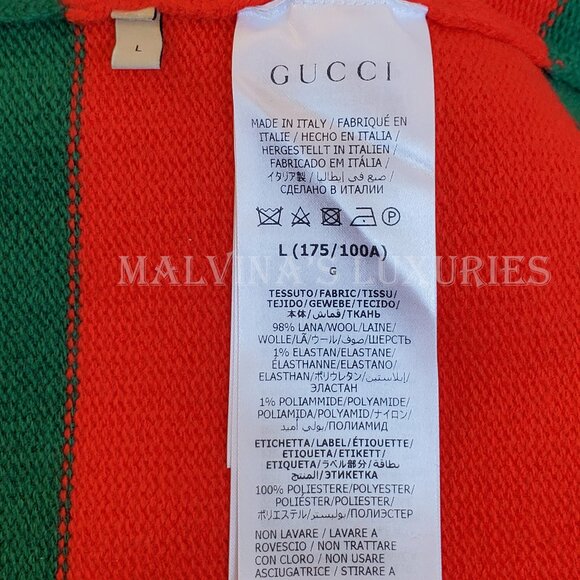 L
GUCCI
MADE IN ITALY / FABRIQUÉ EN
ITALIE / HECHO EN ITALIA /
HERGESTELLT IN ITALIEN /
FABRICADO EM ITÁLIA /
イタリア製 / صنع في إيطاليا /
СДЕЛАНО В ИТАЛИИ
P
L (175/100A)
G
MALVINA'S LUXURIES
TESSUTO/FABRIC/TISSU/
TEJIDO/GEWEBE/TECIDO/
本体/قماش/ТКАНЬ
98% LANA/WOOL/LAINE/
WOLLE/LÃ/ウール/صوف/ШЕРСТЬ
1% ELASTAN/ELASTANE/
ÉLASTHANNE/ELASTANO/
ELASTHAN/ポリウレタン/إيلاستين/
ЭЛАСТАН
1% POLIAMMIDE/POLYAMIDE/
POLIAMIDA/POLYAMID/ナイロン/
بولي أميد/ПОЛИАМИД
ETICHETTA/LABEL/ÉTIQUETTE/
ETIQUETA/ETIKETT/
ETIQUETA/ラベル部分/بطاقة
المنتج/ЭТИКЕТКА
100% POLIESTERE/POLYESTER/
POLIÉSTER/POLYESTER/
ポリエステル/بوليستر/ПОЛИЭСТЕР
NON LAVARE / LAVARE A
ROVESCIO / NON TRATTARE
CON CLORO / NON USARE
ASCIUGATRICE / STIRARE A